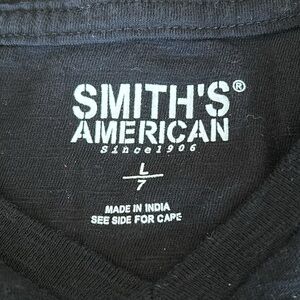 SMITH'S®
AMERICAN
Since1906
L
7
MADE IN INDIA
SEE SIDE FOR CARE